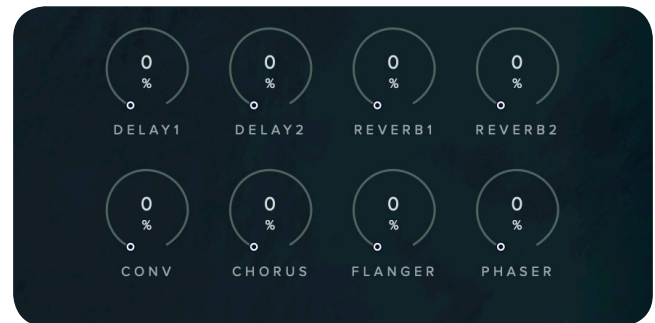 0 0 0 0
% % % %
DELAY1 DELAY2 REVERB1 REVERB2
0 0 0 0
% % % %
CONV CHORUS FLANGER PHASER